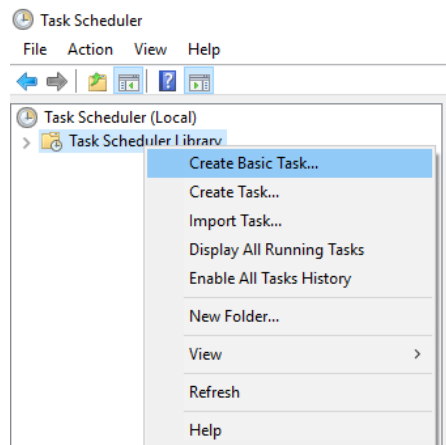 Task Scheduler
File Action View Help
Task Scheduler (Local)
Task Scheduler Library
Create Basic Task...
Create Task...
Import Task...
Display All Running Tasks
Enable All Tasks History
New Folder...
View
Refresh
Help